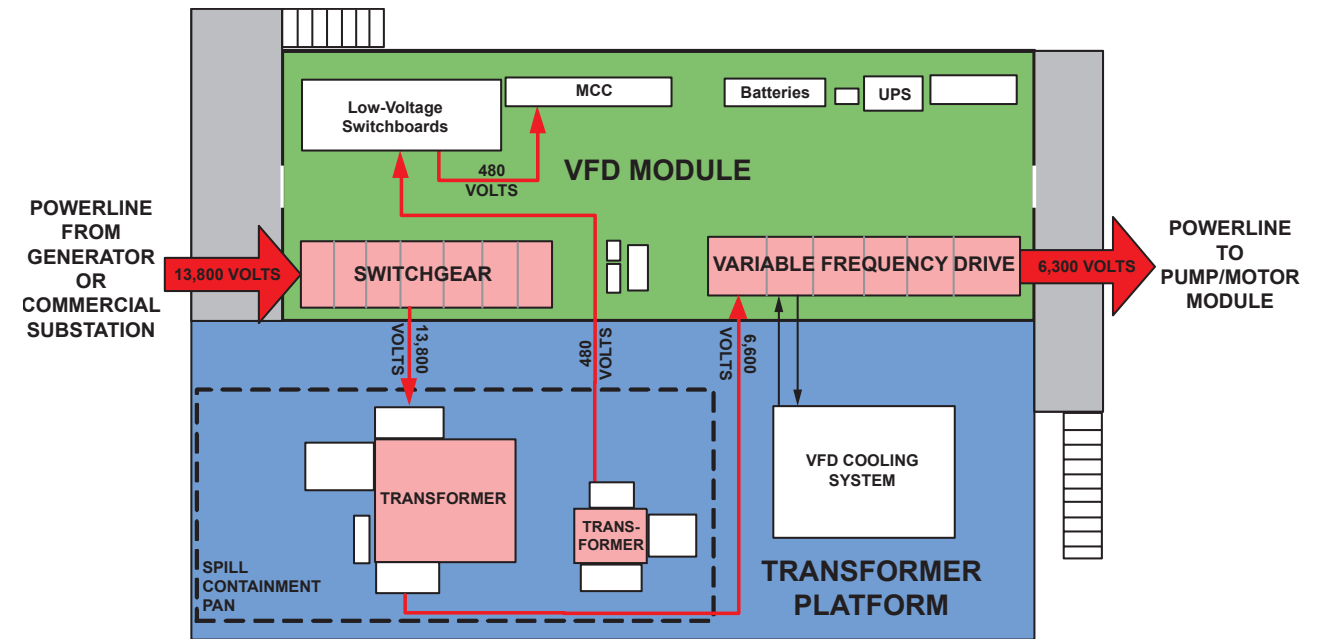 Low-Voltage
Switchboards
MCC
Batteries
UPS
480
VOLTS
VFD MODULE
POWERLINE
FROM
GENERATOR
OR
COMMERCIAL
SUBSTATION
13,800 VOLTS
SWITCHGEAR
VARIABLE FREQUENCY DRIVE
6,300 VOLTS
POWERLINE
TO
PUMP/MOTOR
MODULE
13,800
VOLTS
480
VOLTS
6,600
VOLTS
TRANSFORMER
TRANS-
FORMER
VFD COOLING
SYSTEM
SPILL
CONTAINMENT
PAN
TRANSFORMER
PLATFORM